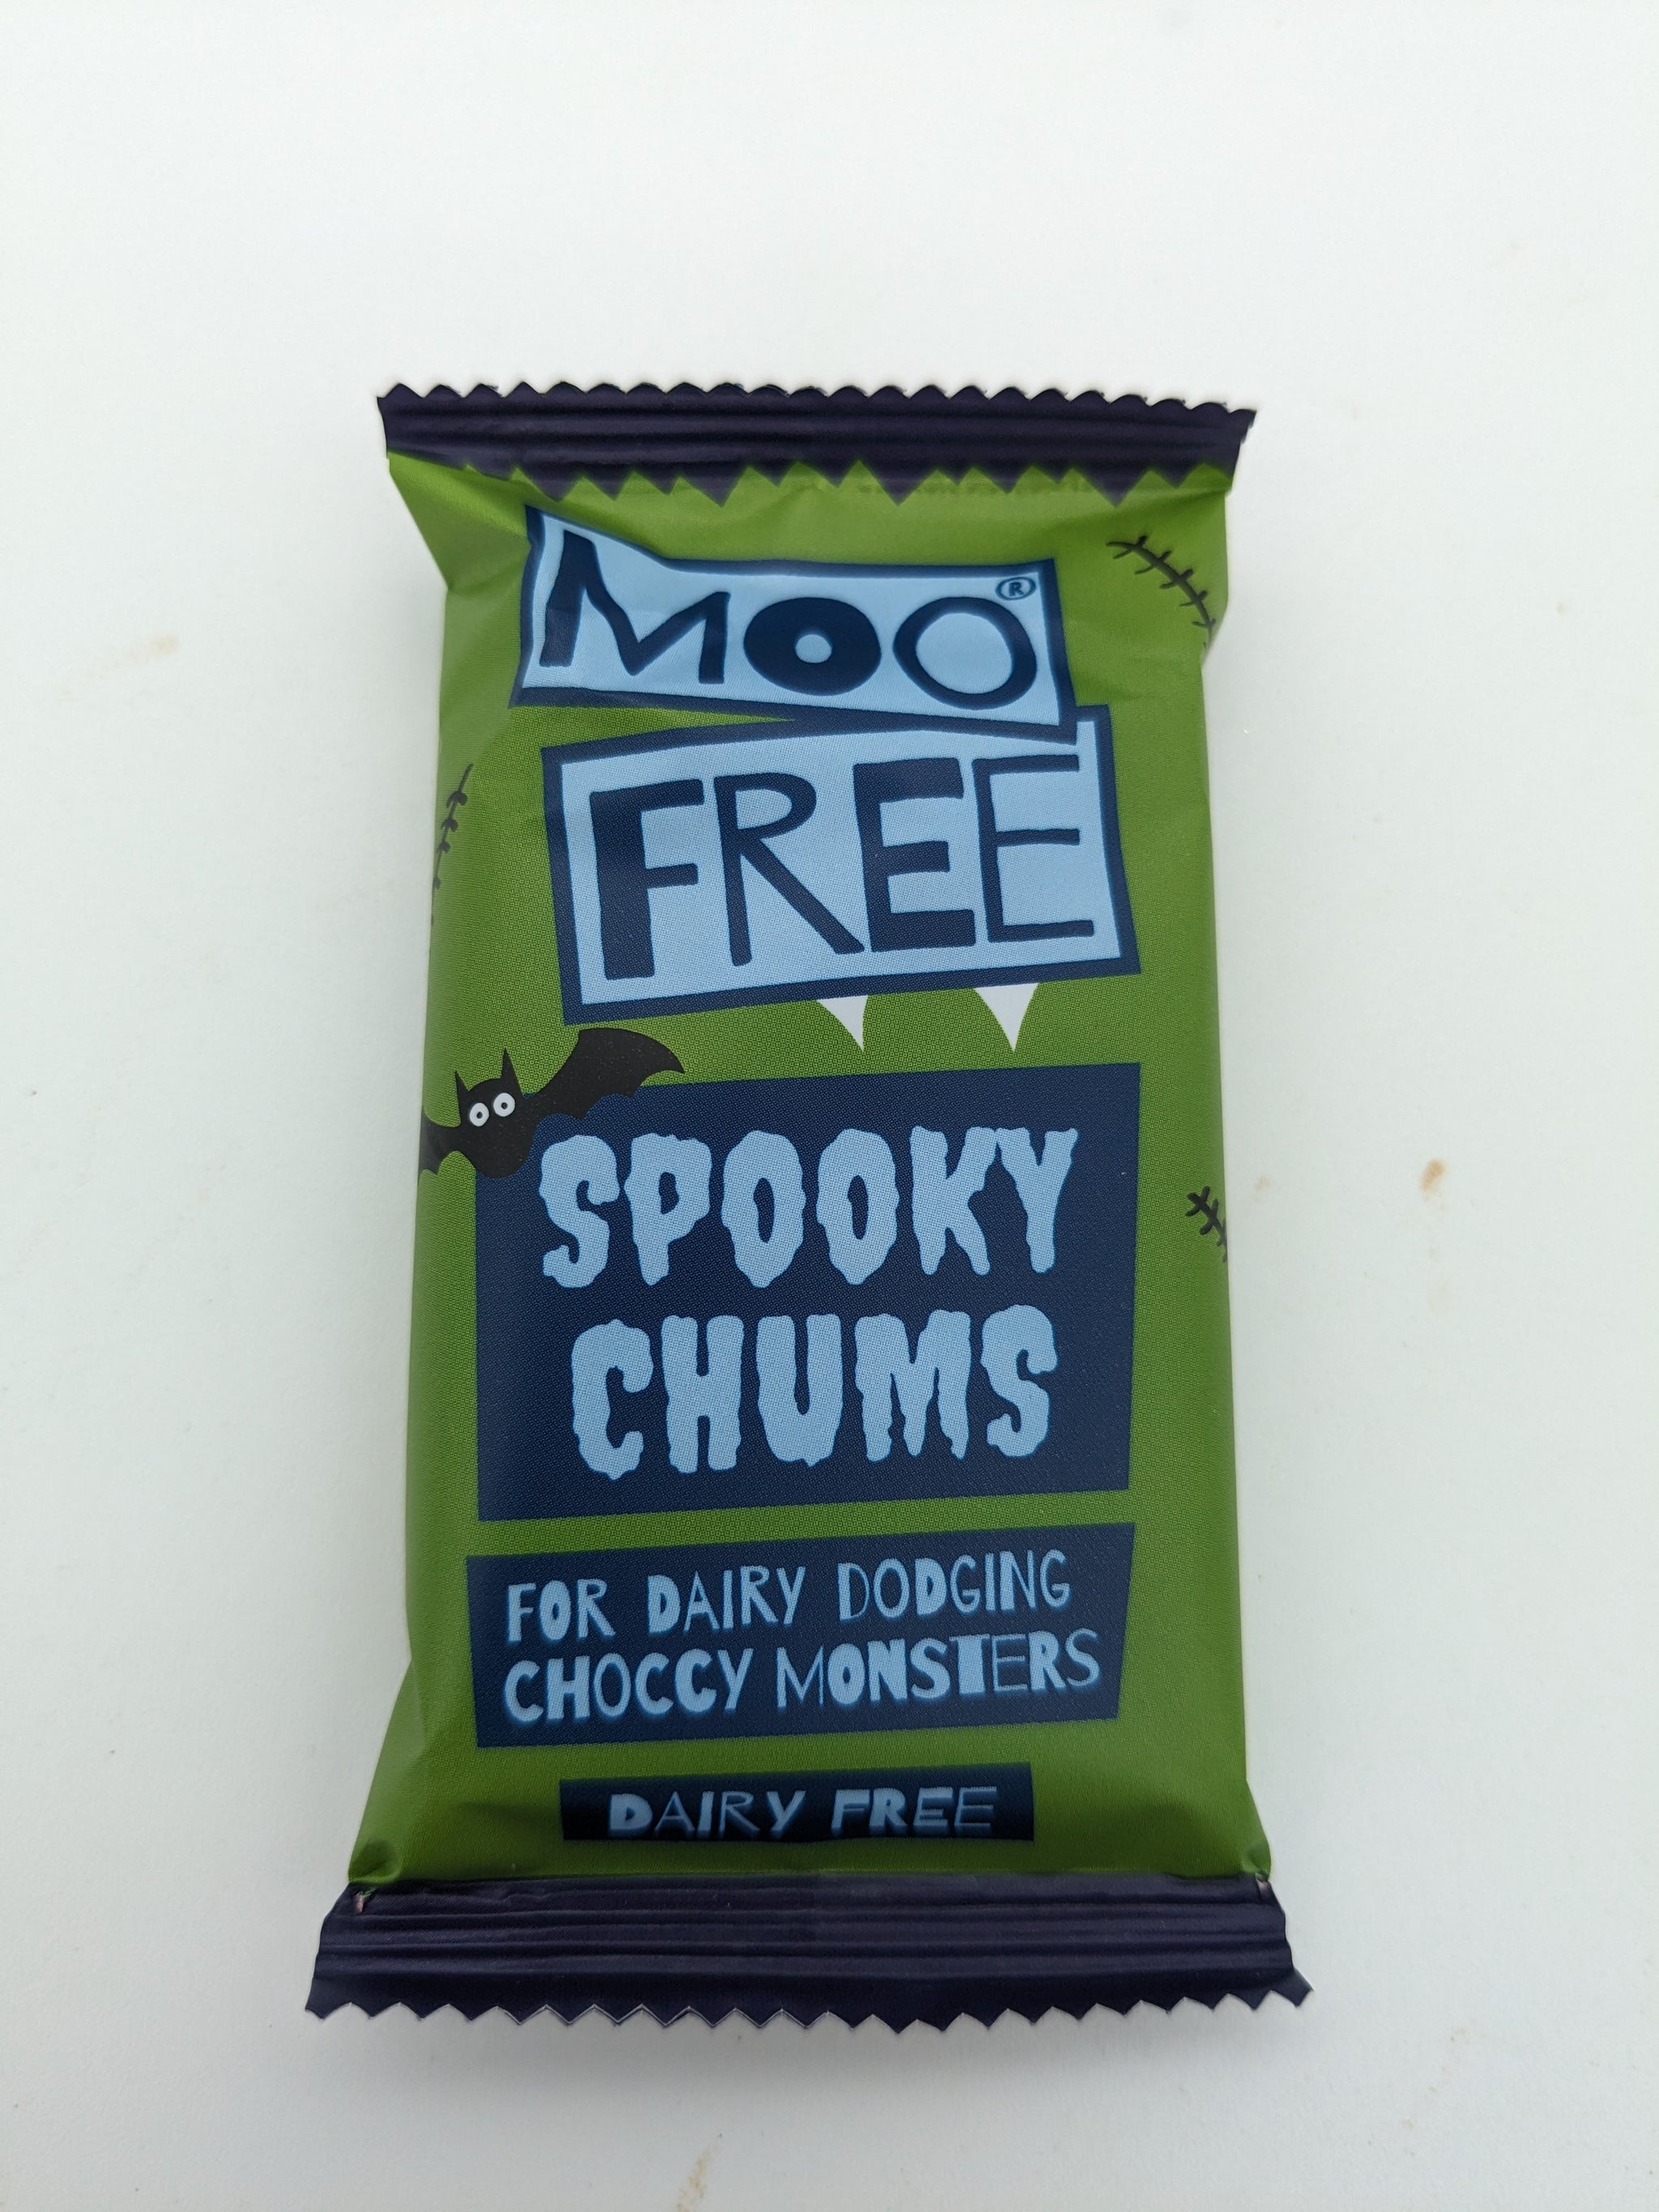 MOO®
FREE
SPOOKY
CHUMS
FOR DAIRY DODGING
CHOCCY MONSTERS
DAIRY FREE